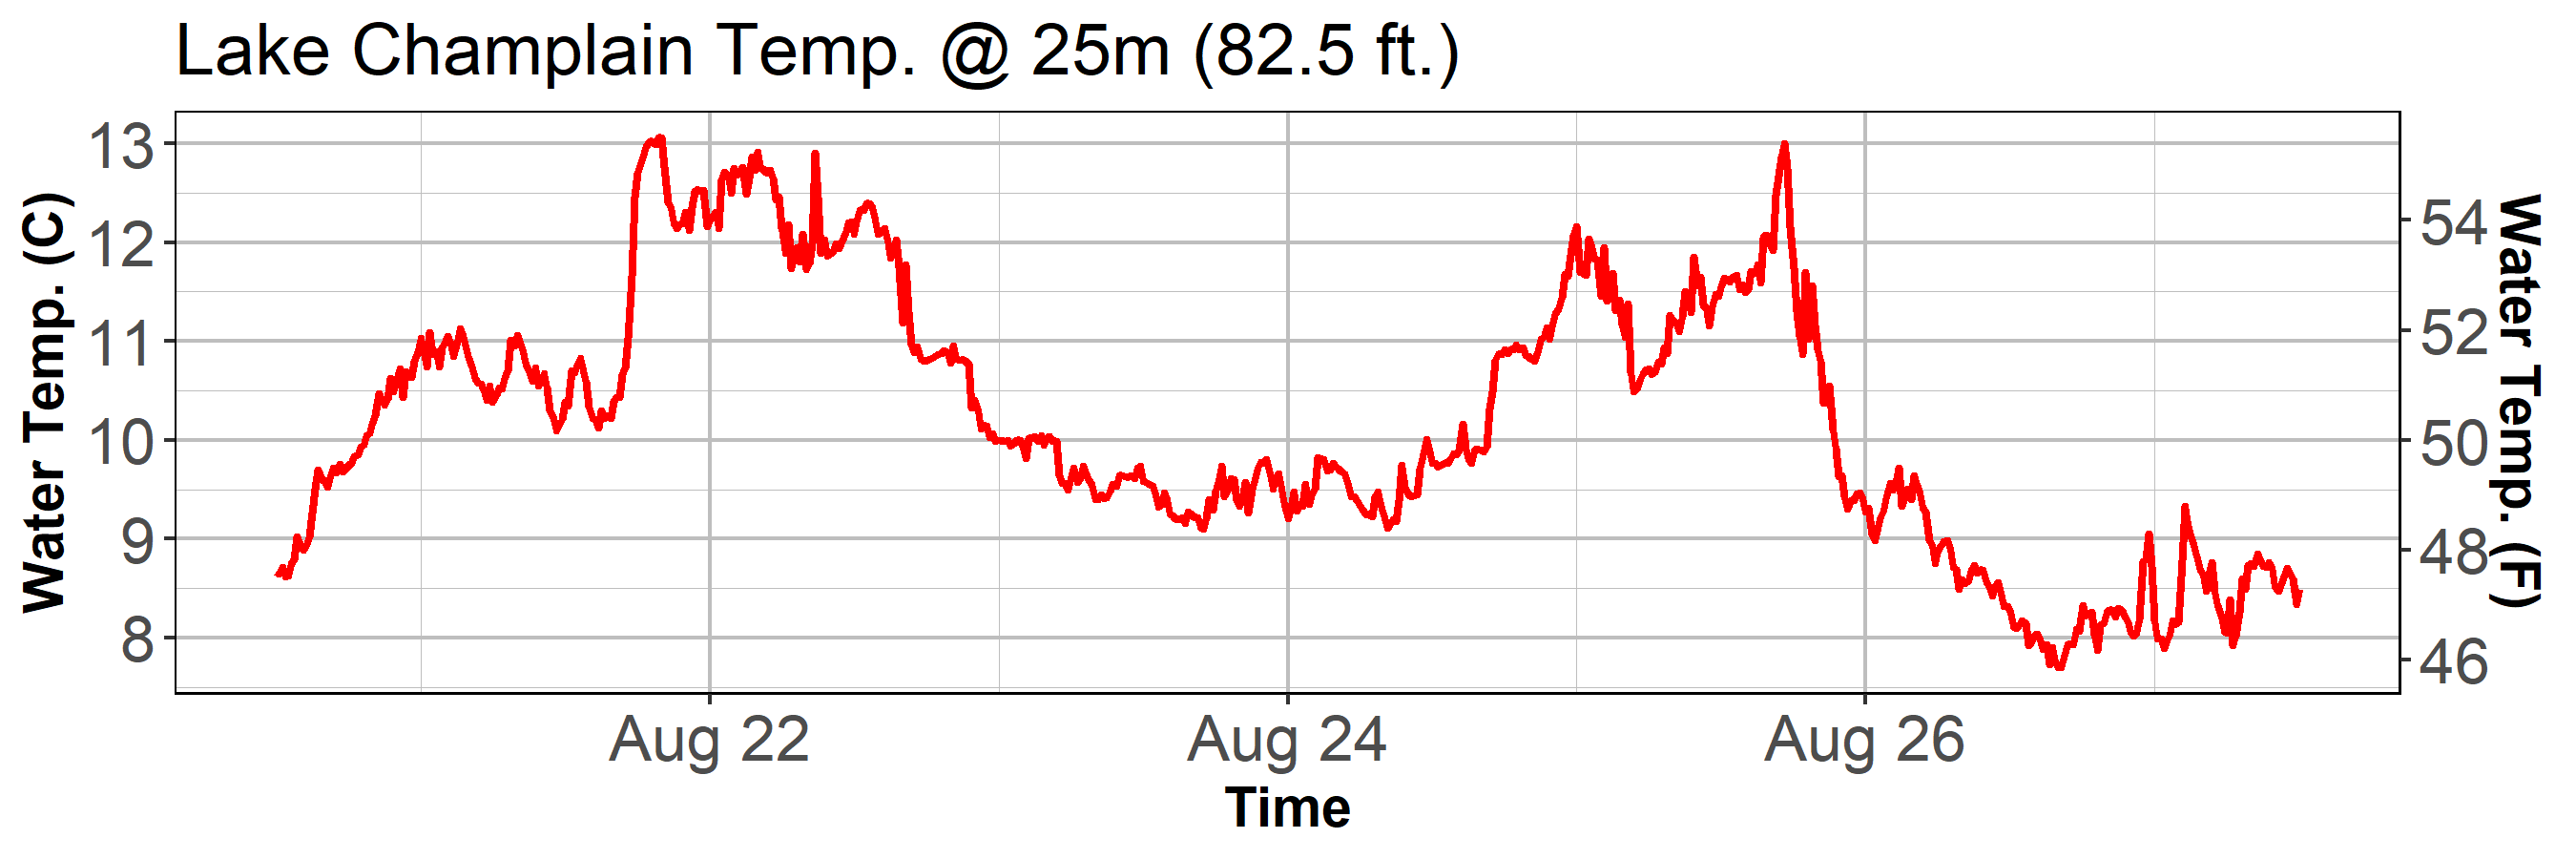 Lake Champlain Temp. @ 25m (82.5 ft.)
Water Temp. (C)
13
12
11
10
9
8
54
52
50
48
46
Water Temp. (F)
Aug 22
Aug 24
Aug 26
Time